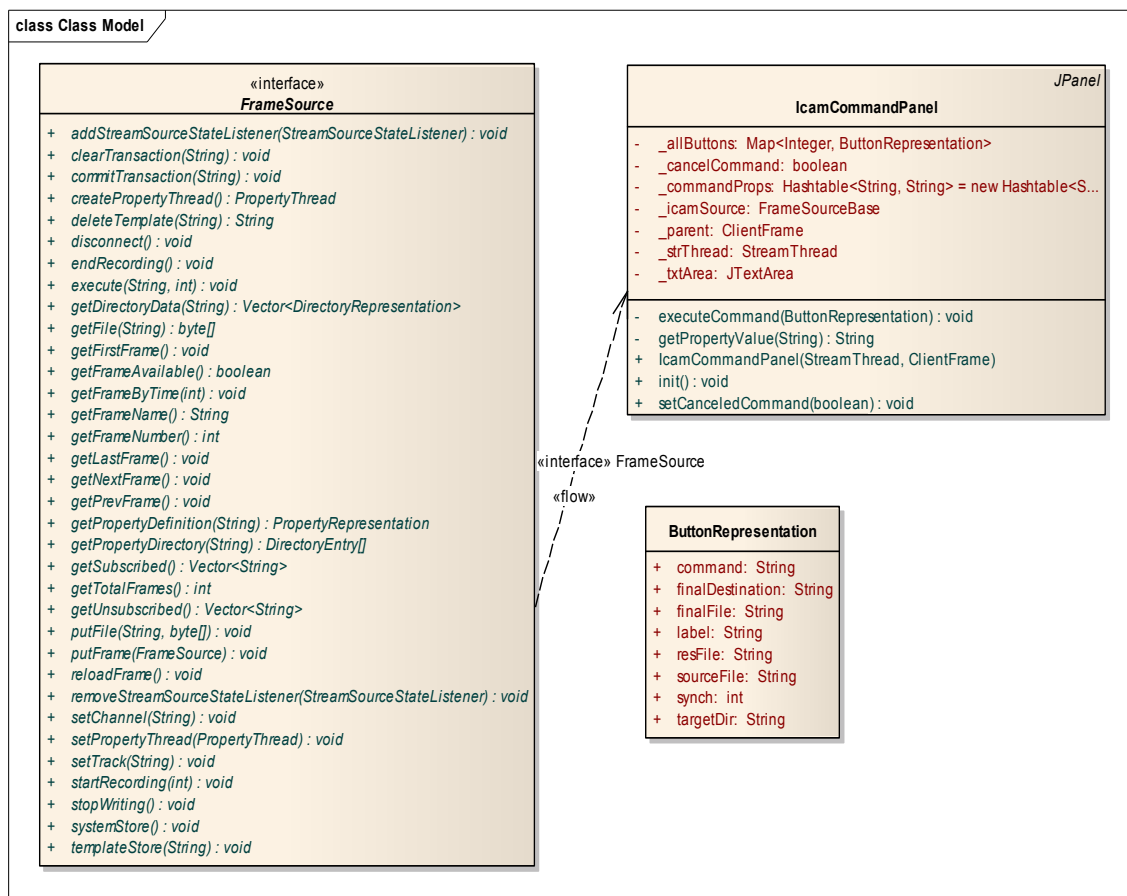 class Class Model
«interface»
FrameSource
+ addStreamSourceStateListener(StreamSourceStateListener) : void
+ clearTransaction(String) : void
+ commitTransaction(String) : void
+ createPropertyThread() : PropertyThread
+ deleteTemplate(String) : String
+ disconnect() : void
+ endRecording() : void
+ execute(String, int) : void
+ getDirectoryData(String) : Vector<DirectoryRepresentation>
+ getFile(String) : byte[]
+ getFirstFrame() : void
+ getFrameAvailable() : boolean
+ getFrameByTime(int) : void
+ getFrameName() : String
+ getFrameNumber() : int
+ getLastFrame() : void
+ getNextFrame() : void
+ getPrevFrame() : void
+ getPropertyDefinition(String) : PropertyRepresentation
+ getPropertyDirectory(String) : DirectoryEntry[]
+ getSubscribed() : Vector<String>
+ getTotalFrames() : int
+ getUnsubscribed() : Vector<String>
+ putFile(String, byte[]) : void
+ putFrame(FrameSource) : void
+ reloadFrame() : void
+ removeStreamSourceStateListener(StreamSourceStateListener) : void
+ setChannel(String) : void
+ setPropertyThread(PropertyThread) : void
+ setTrack(String) : void
+ startRecording(int) : void
+ stopWriting() : void
+ systemStore() : void
+ templateStore(String) : void
JPanel
IcamCommandPanel
- _allButtons: Map<Integer, ButtonRepresentation>
- _cancelCommand: boolean
- _commandProps: Hashtable<String, String> = new Hashtable<S...
- _icamSource: FrameSourceBase
- _parent: ClientFrame
- _strThread: StreamThread
- _txtArea: JTextArea
- executeCommand(ButtonRepresentation) : void
- getPropertyValue(String) : String
+ IcamCommandPanel(StreamThread, ClientFrame)
+ init() : void
+ setCanceledCommand(boolean) : void
«interface» FrameSource
«flow»
ButtonRepresentation
+ command: String
+ finalDestination: String
+ finalFile: String
+ label: String
+ resFile: String
+ sourceFile: String
+ synch: int
+ targetDir: String